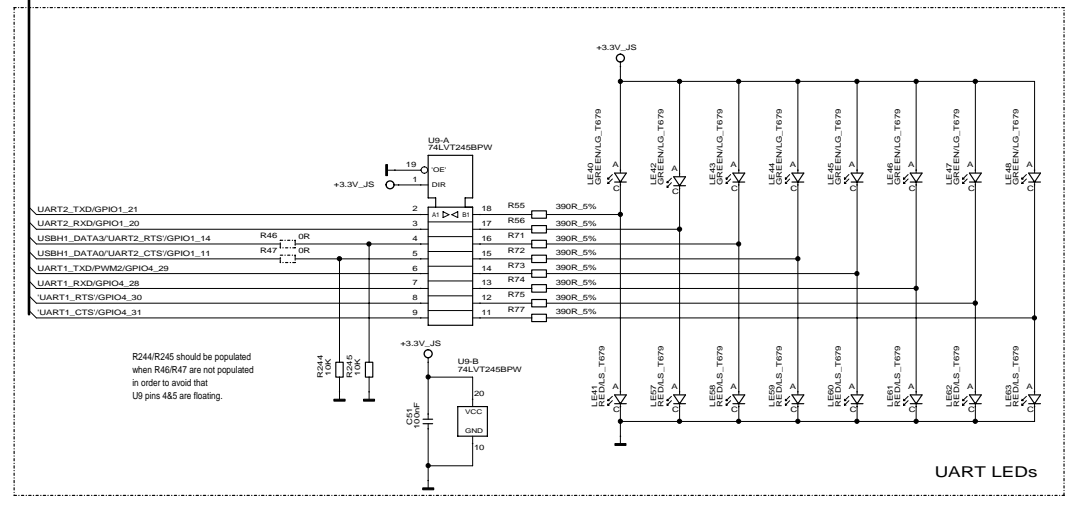 +3.3V_JS
U9-A
74LVT245BPW
19 'OE'
+3.3V_JS 1 DIR
LE40 GREEN/LG_T679 A C
LE42 GREEN/LG_T679 A C
LE43 GREEN/LG_T679 A C
LE44 GREEN/LG_T679 A C
LE45 GREEN/LG_T679 A C
LE46 GREEN/LG_T679 A C
LE47 GREEN/LG_T679 A C
LE48 GREEN/LG_T679 A C
UART2_TXD/GPIO1_21 2 A1 B1 18 R55 390R_5%
UART2_RXD/GPIO1_20 3 17 R56 390R_5%
USBH1_DATA3/'UART2_RTS'/GPIO1_14 R46 0R 4 16 R71 390R_5%
USBH1_DATA0/'UART2_CTS'/GPIO1_11 R47 0R 5 15 R72 390R_5%
UART1_TXD/PWM2/GPIO4_29 6 14 R73 390R_5%
UART1_RXD/GPIO4_28 7 13 R74 390R_5%
'UART1_RTS'/GPIO4_30 8 12 R75 390R_5%
'UART1_CTS'/GPIO4_31 9 11 R77 390R_5%
R244/R245 should be populated
when R46/R47 are not populated
in order to avoid that
U9 pins 4&5 are floating.
R244 10K
R245 10K
+3.3V_JS
U9-B
74LVT245BPW
C51 100nF
20
VCC
GND
10
LE41 RED/LS_T679 A C
LE57 RED/LS_T679 A C
LE58 RED/LS_T679 A C
LE59 RED/LS_T679 A C
LE60 RED/LS_T679 A C
LE61 RED/LS_T679 A C
LE62 RED/LS_T679 A C
LE63 RED/LS_T679 A C
UART LEDs